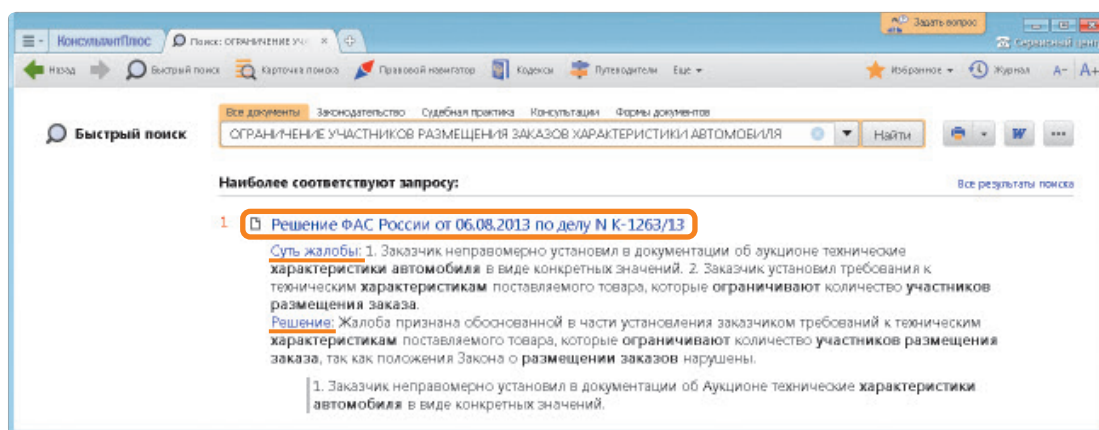 Задать вопрос
КонсультантПлюс Поиск: ОГРАНИЧЕНИЕ УЧ
Сервисный центр
Назад Быстрый поиск Карточка поиска Правовой навигатор Кодексы Путеводители Еще Избранное Журнал А- А+
Все документы Законодательство Судебная практика Консультации Формы документов
Быстрый поиск ОГРАНИЧЕНИЕ УЧАСТНИКОВ РАЗМЕЩЕНИЯ ЗАКАЗОВ ХАРАКТЕРИСТИКИ АВТОМОБИЛЯ Найти
Наиболее соответствуют запросу: Все результаты поиска
1 Решение ФАС России от 06.08.2013 по делу N К-1263/13
Суть жалобы: 1. Заказчик неправомерно установил в документации об аукционе технические
характеристики автомобиля в виде конкретных значений. 2. Заказчик установил требования к
техническим характеристикам поставляемого товара, которые ограничивают количество участников
размещения заказа.
Решение: Жалоба признана обоснованной в части установления заказчиком требований к техническим
характеристикам поставляемого товара, которые ограничивают количество участников размещения
заказа, так как положения Закона о размещении заказов нарушены.
1. Заказчик неправомерно установил в документации об Аукционе технические характеристики
автомобиля в виде конкретных значений.